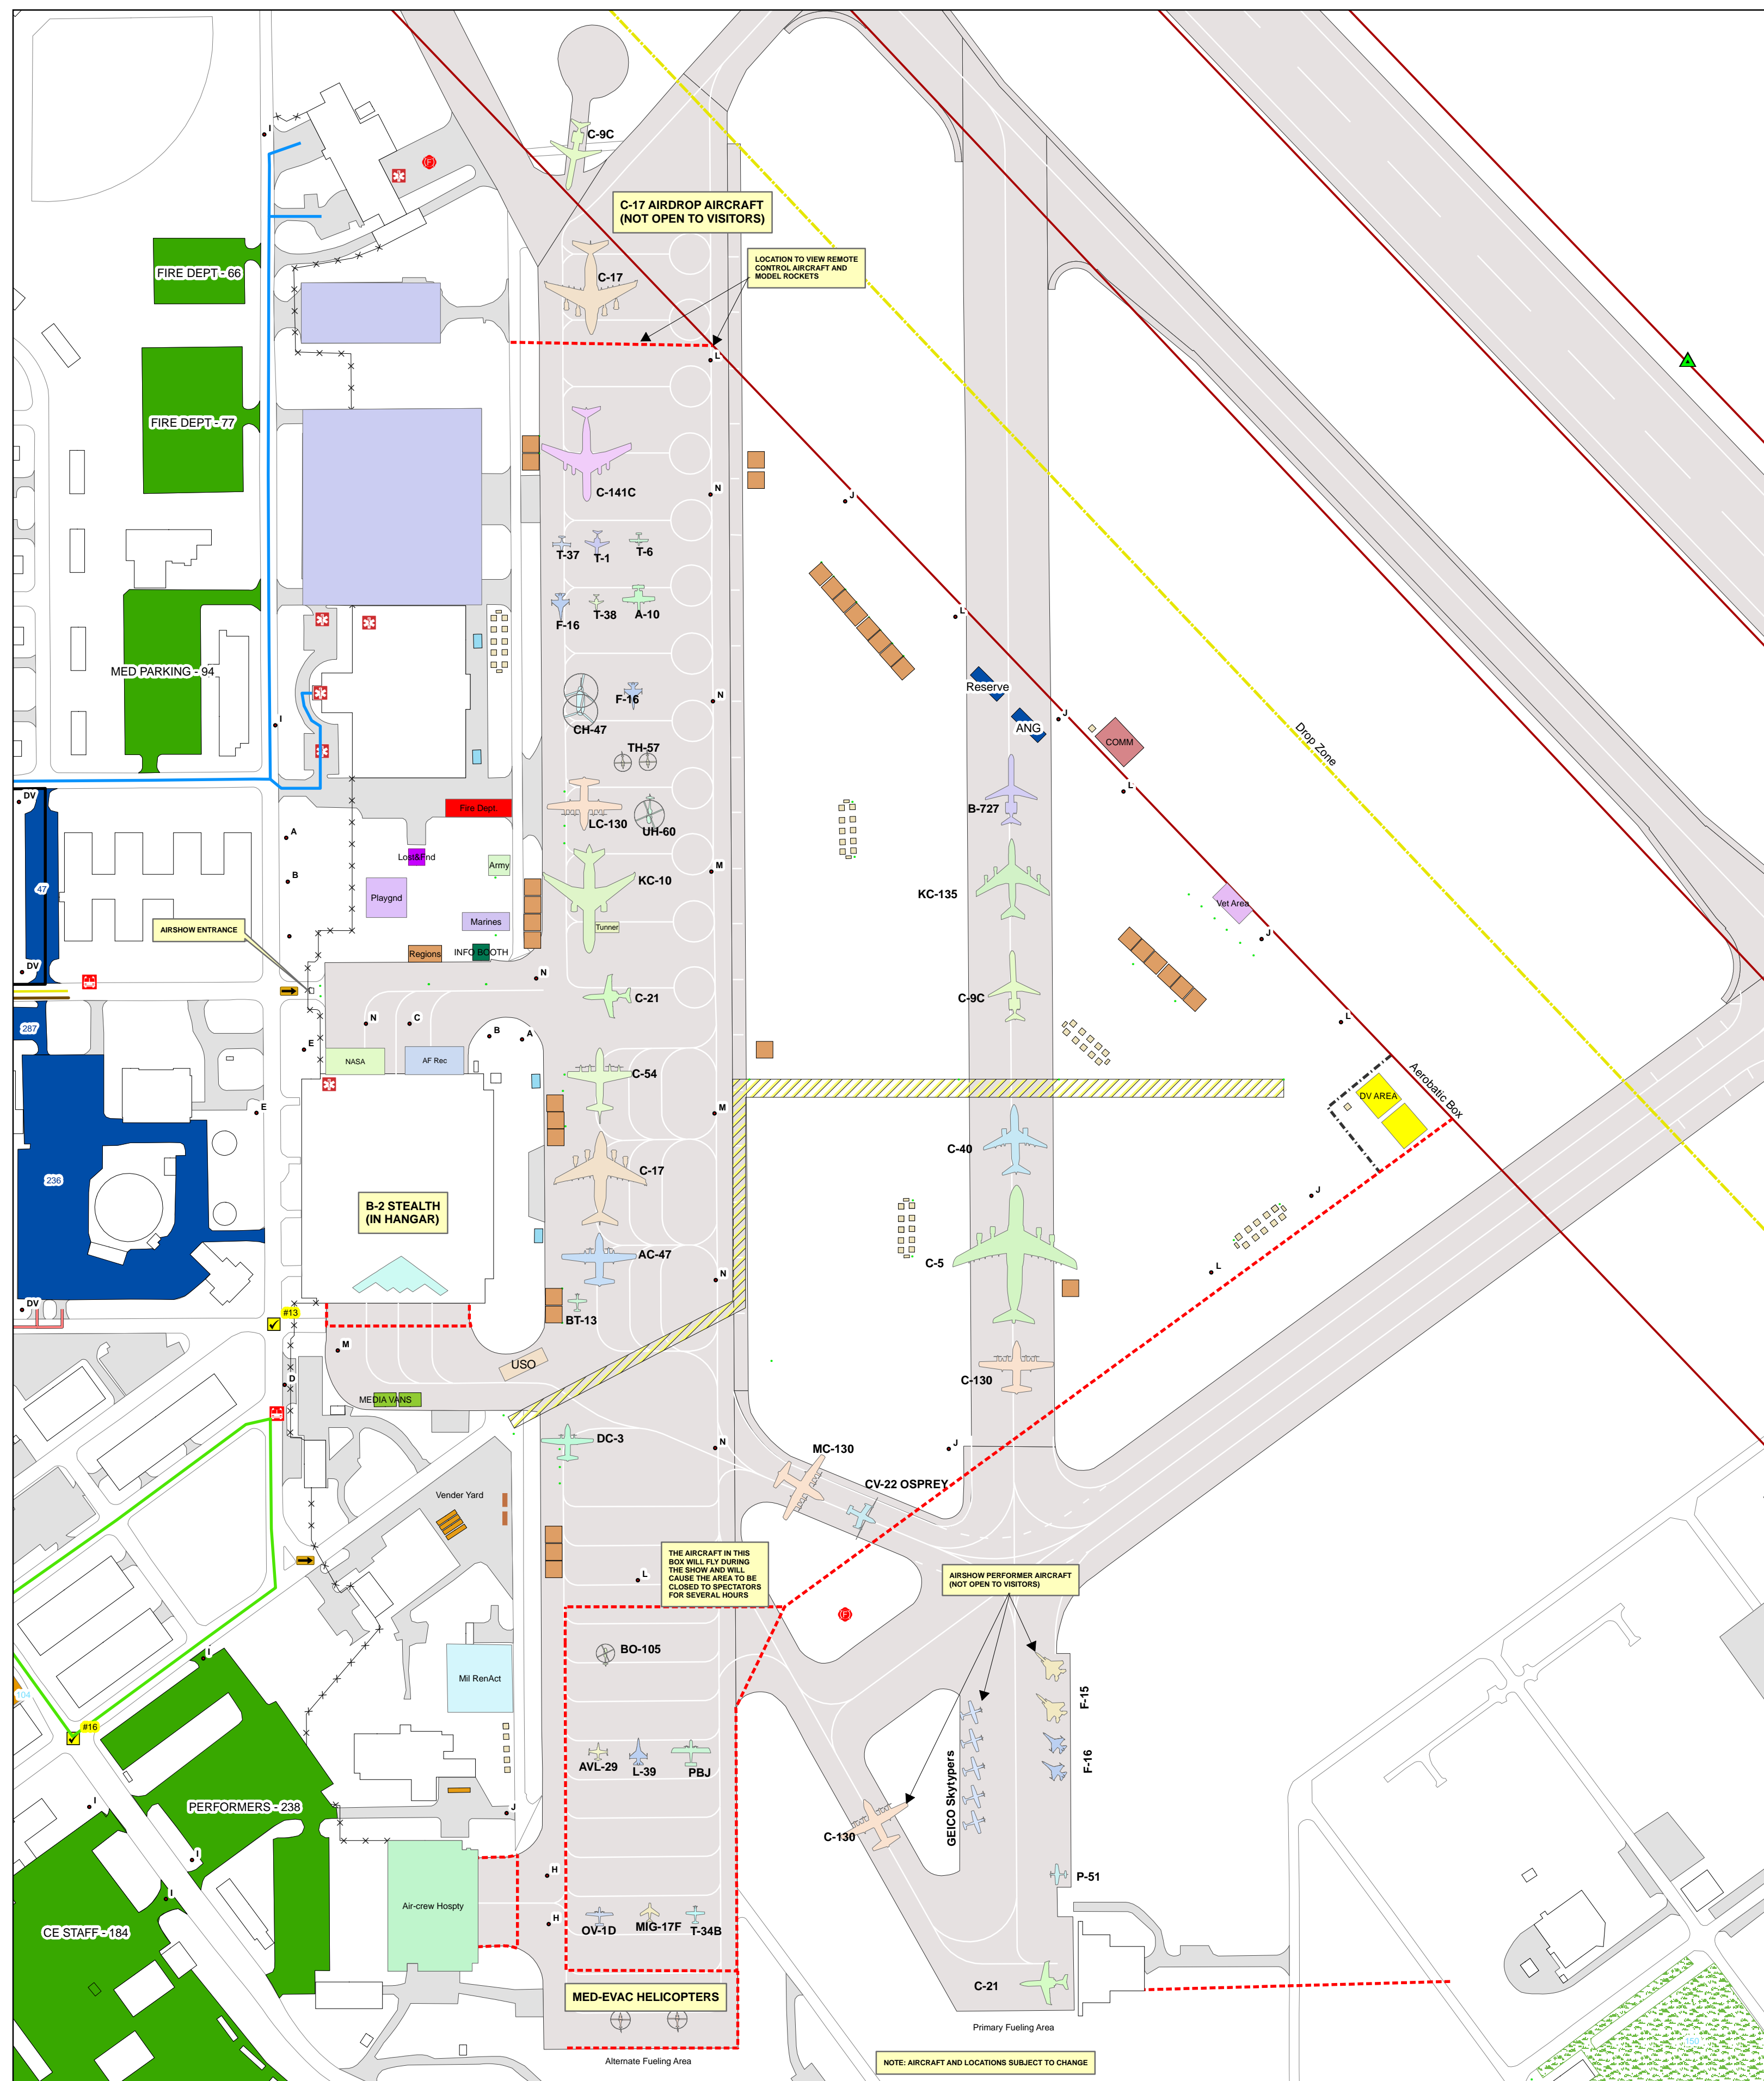 C-9C
I
C-17 AIRDROP AIRCRAFT
(NOT OPEN TO VISITORS)
LOCATION TO VIEW REMOTE
CONTROL AIRCRAFT AND
MODEL ROCKETS
FIRE DEPT - 66
C-17
L
FIRE DEPT - 77
C-141C
N
J
T-37
T-1
T-6
F-16
T-38
A-10
L
MED PARKING - 94
Reserve
F-16
N
I
CH-47
ANG
J
COMM
Drop Zone
TH-57
DV
L
Fire Dept.
B-727
LC-130
UH-60
A
Lost&Fnd
Army
M
B
KC-10
KC-135
47
Playgnd
Vet Area
Marines
Tunner
AIRSHOW ENTRANCE
Regions
INFO BOOTH
J
DV
N
C-21
C-9C
287
N
C
B
A
L
E
NASA
AF Rec
C-54
Aerobatic Box
DV AREA
E
M
C-40
236
C-17
B-2 STEALTH
(IN HANGAR)
J
AC-47
C-5
L
N
DV
#13
BT-13
M
USO
D
C-130
MEDIA VANS
DC-3
N
MC-130
J
CV-22 OSPREY
Vender Yard
THE AIRCRAFT IN THIS
BOX WILL FLY DURING
THE SHOW AND WILL
CAUSE THE AREA TO BE
CLOSED TO SPECTATORS
FOR SEVERAL HOURS
L
AIRSHOW PERFORMER AIRCRAFT
(NOT OPEN TO VISITORS)
F
I
BO-105
Mil RenAct
104
F-15
#16
AVL-29
L-39
PBJ
F-16
GEICO Skytypers
I
PERFORMERS - 238
J
C-130
I
H
P-51
I
Air-crew Hospty
H
OV-1D
MIG-17F
T-34B
CE STAFF - 184
C-21
MED-EVAC HELICOPTERS
Primary Fueling Area
150
Alternate Fueling Area
NOTE: AIRCRAFT AND LOCATIONS SUBJECT TO CHANGE